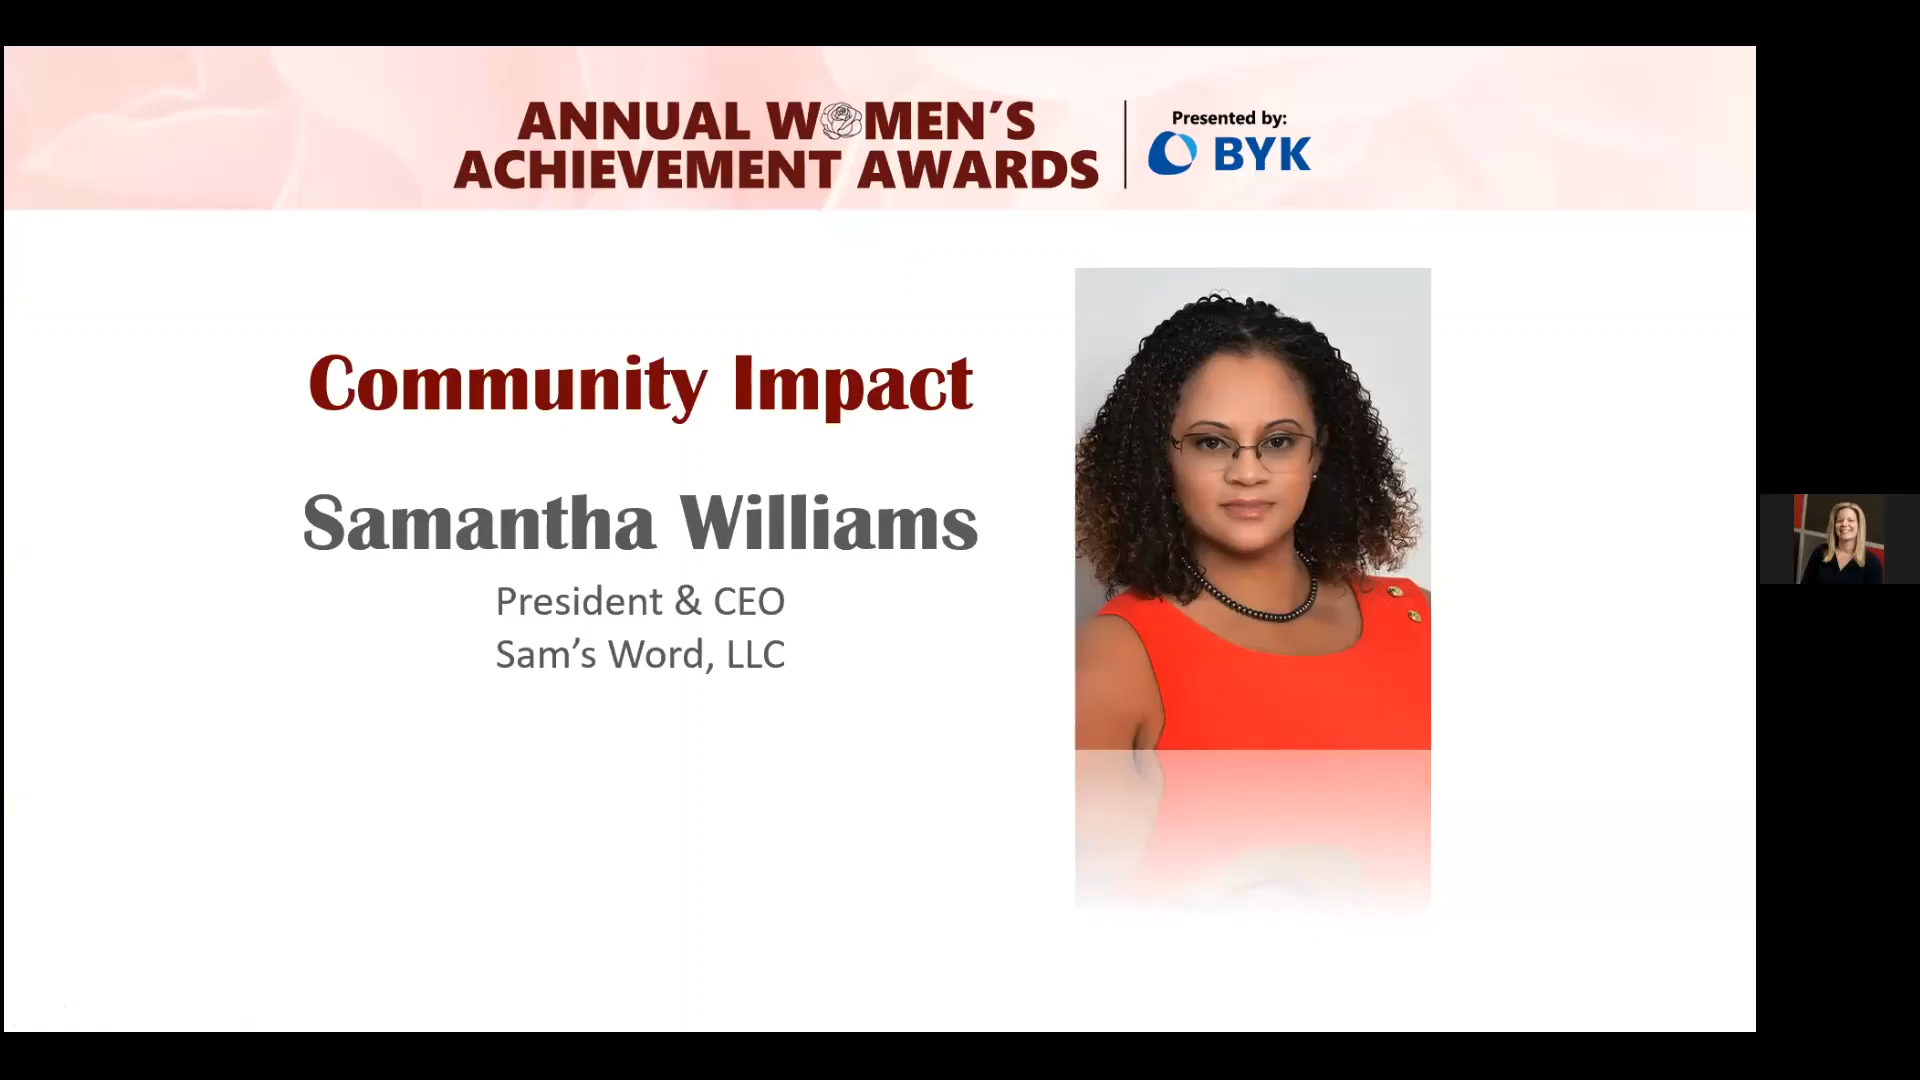 ANNUAL WOMEN'S
ACHIEVEMENT AWARDS
Presented by:
BYK
Community Impact
Samantha Williams
President & CEO
Sam's Word, LLC